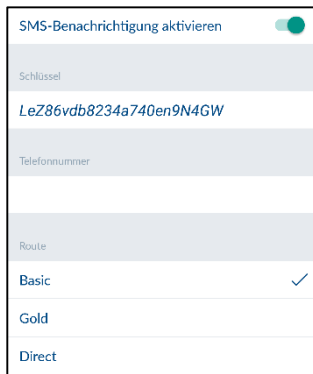 SMS-Benachrichtigung aktivieren
Schlüssel
LeZ86vdb8234a740en9N4GW
Telefonnummer
Route
Basic
Gold
Direct